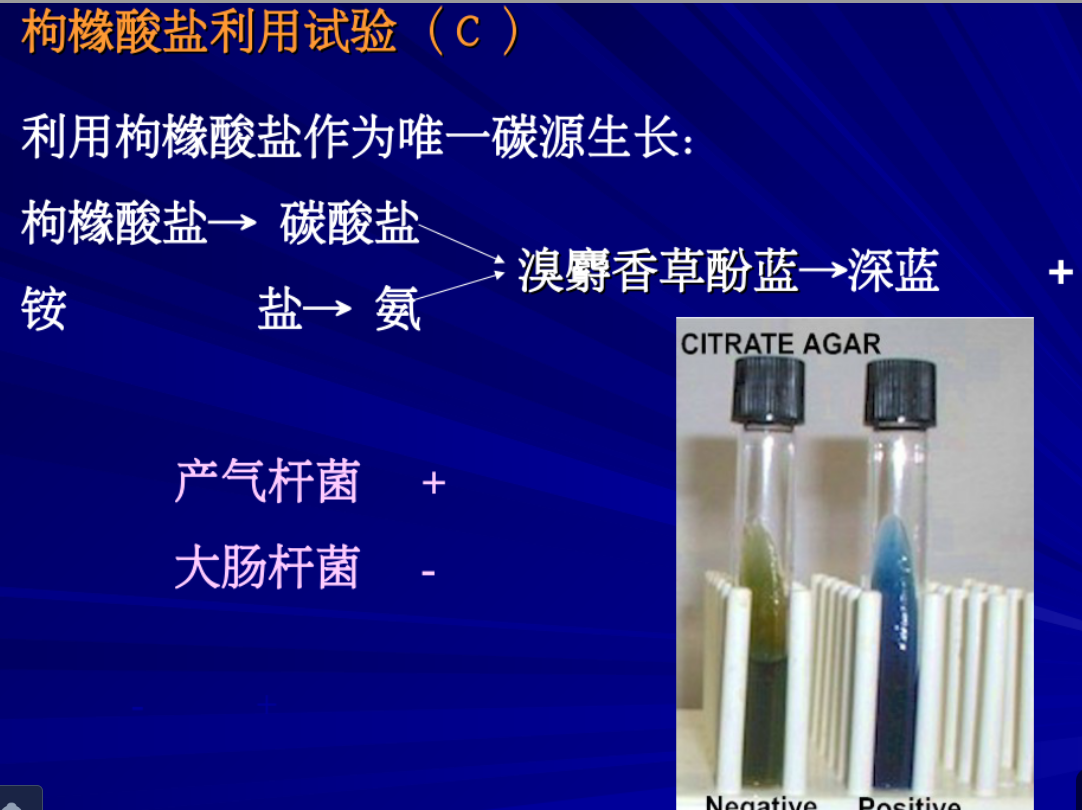 枸橼酸盐利用试验（C）
利用枸橼酸盐作为唯一碳源生长：
枸橼酸盐→ 碳酸盐
溴麝香草酚蓝→深蓝 +
铵 盐→ 氨
CITRATE AGAR
产气杆菌 +
大肠杆菌 -
Negative Positive